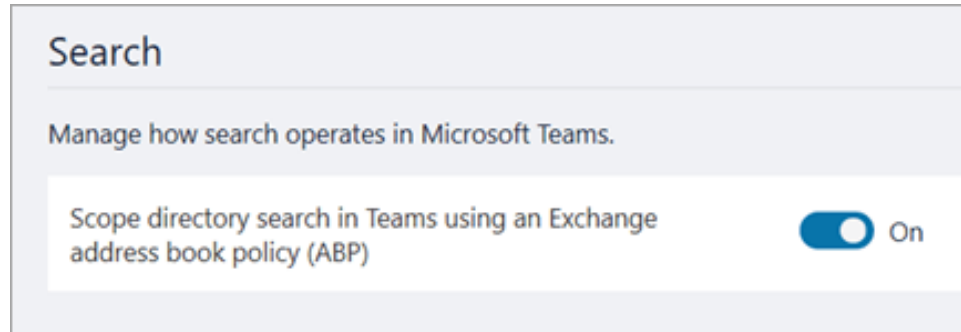 Search
Manage how search operates in Microsoft Teams.
Scope directory search in Teams using an Exchange
address book policy (ABP)
On